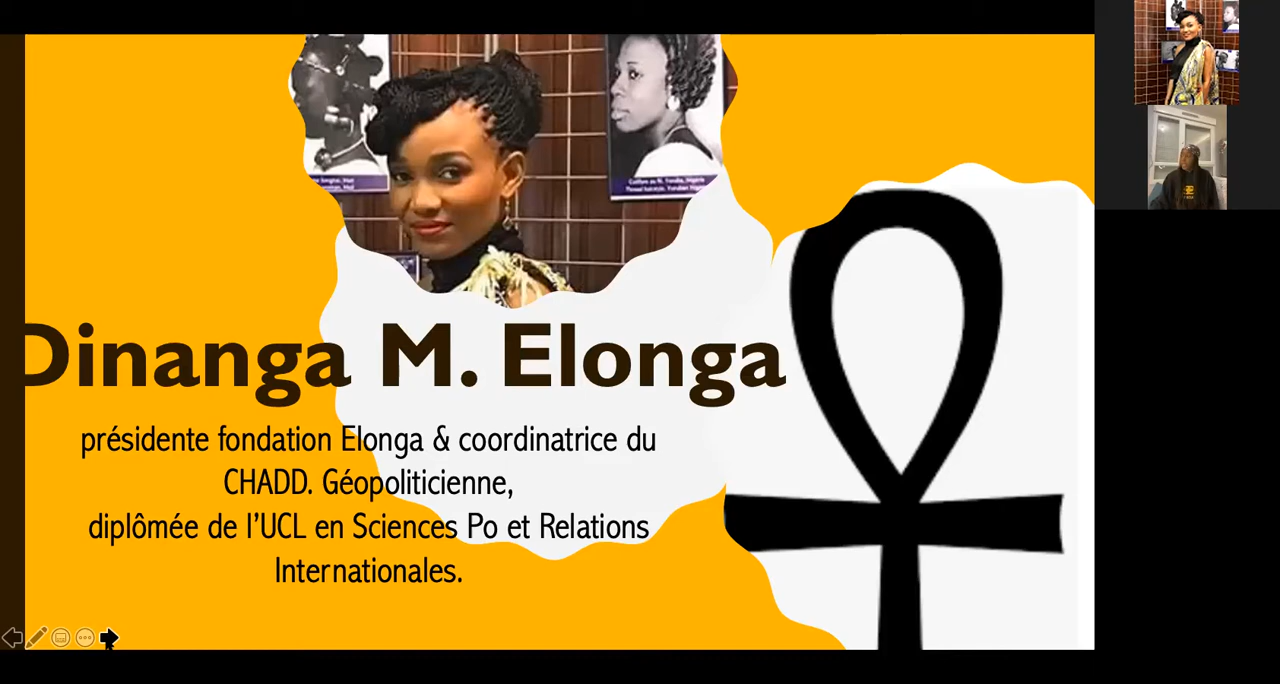 Dinanga M. Elonga
présidente fondation Elonga & coordinatrice du
CHADD. Géopoliticienne,
diplômée de l'UCL en Sciences Po et Relations
Internationales.